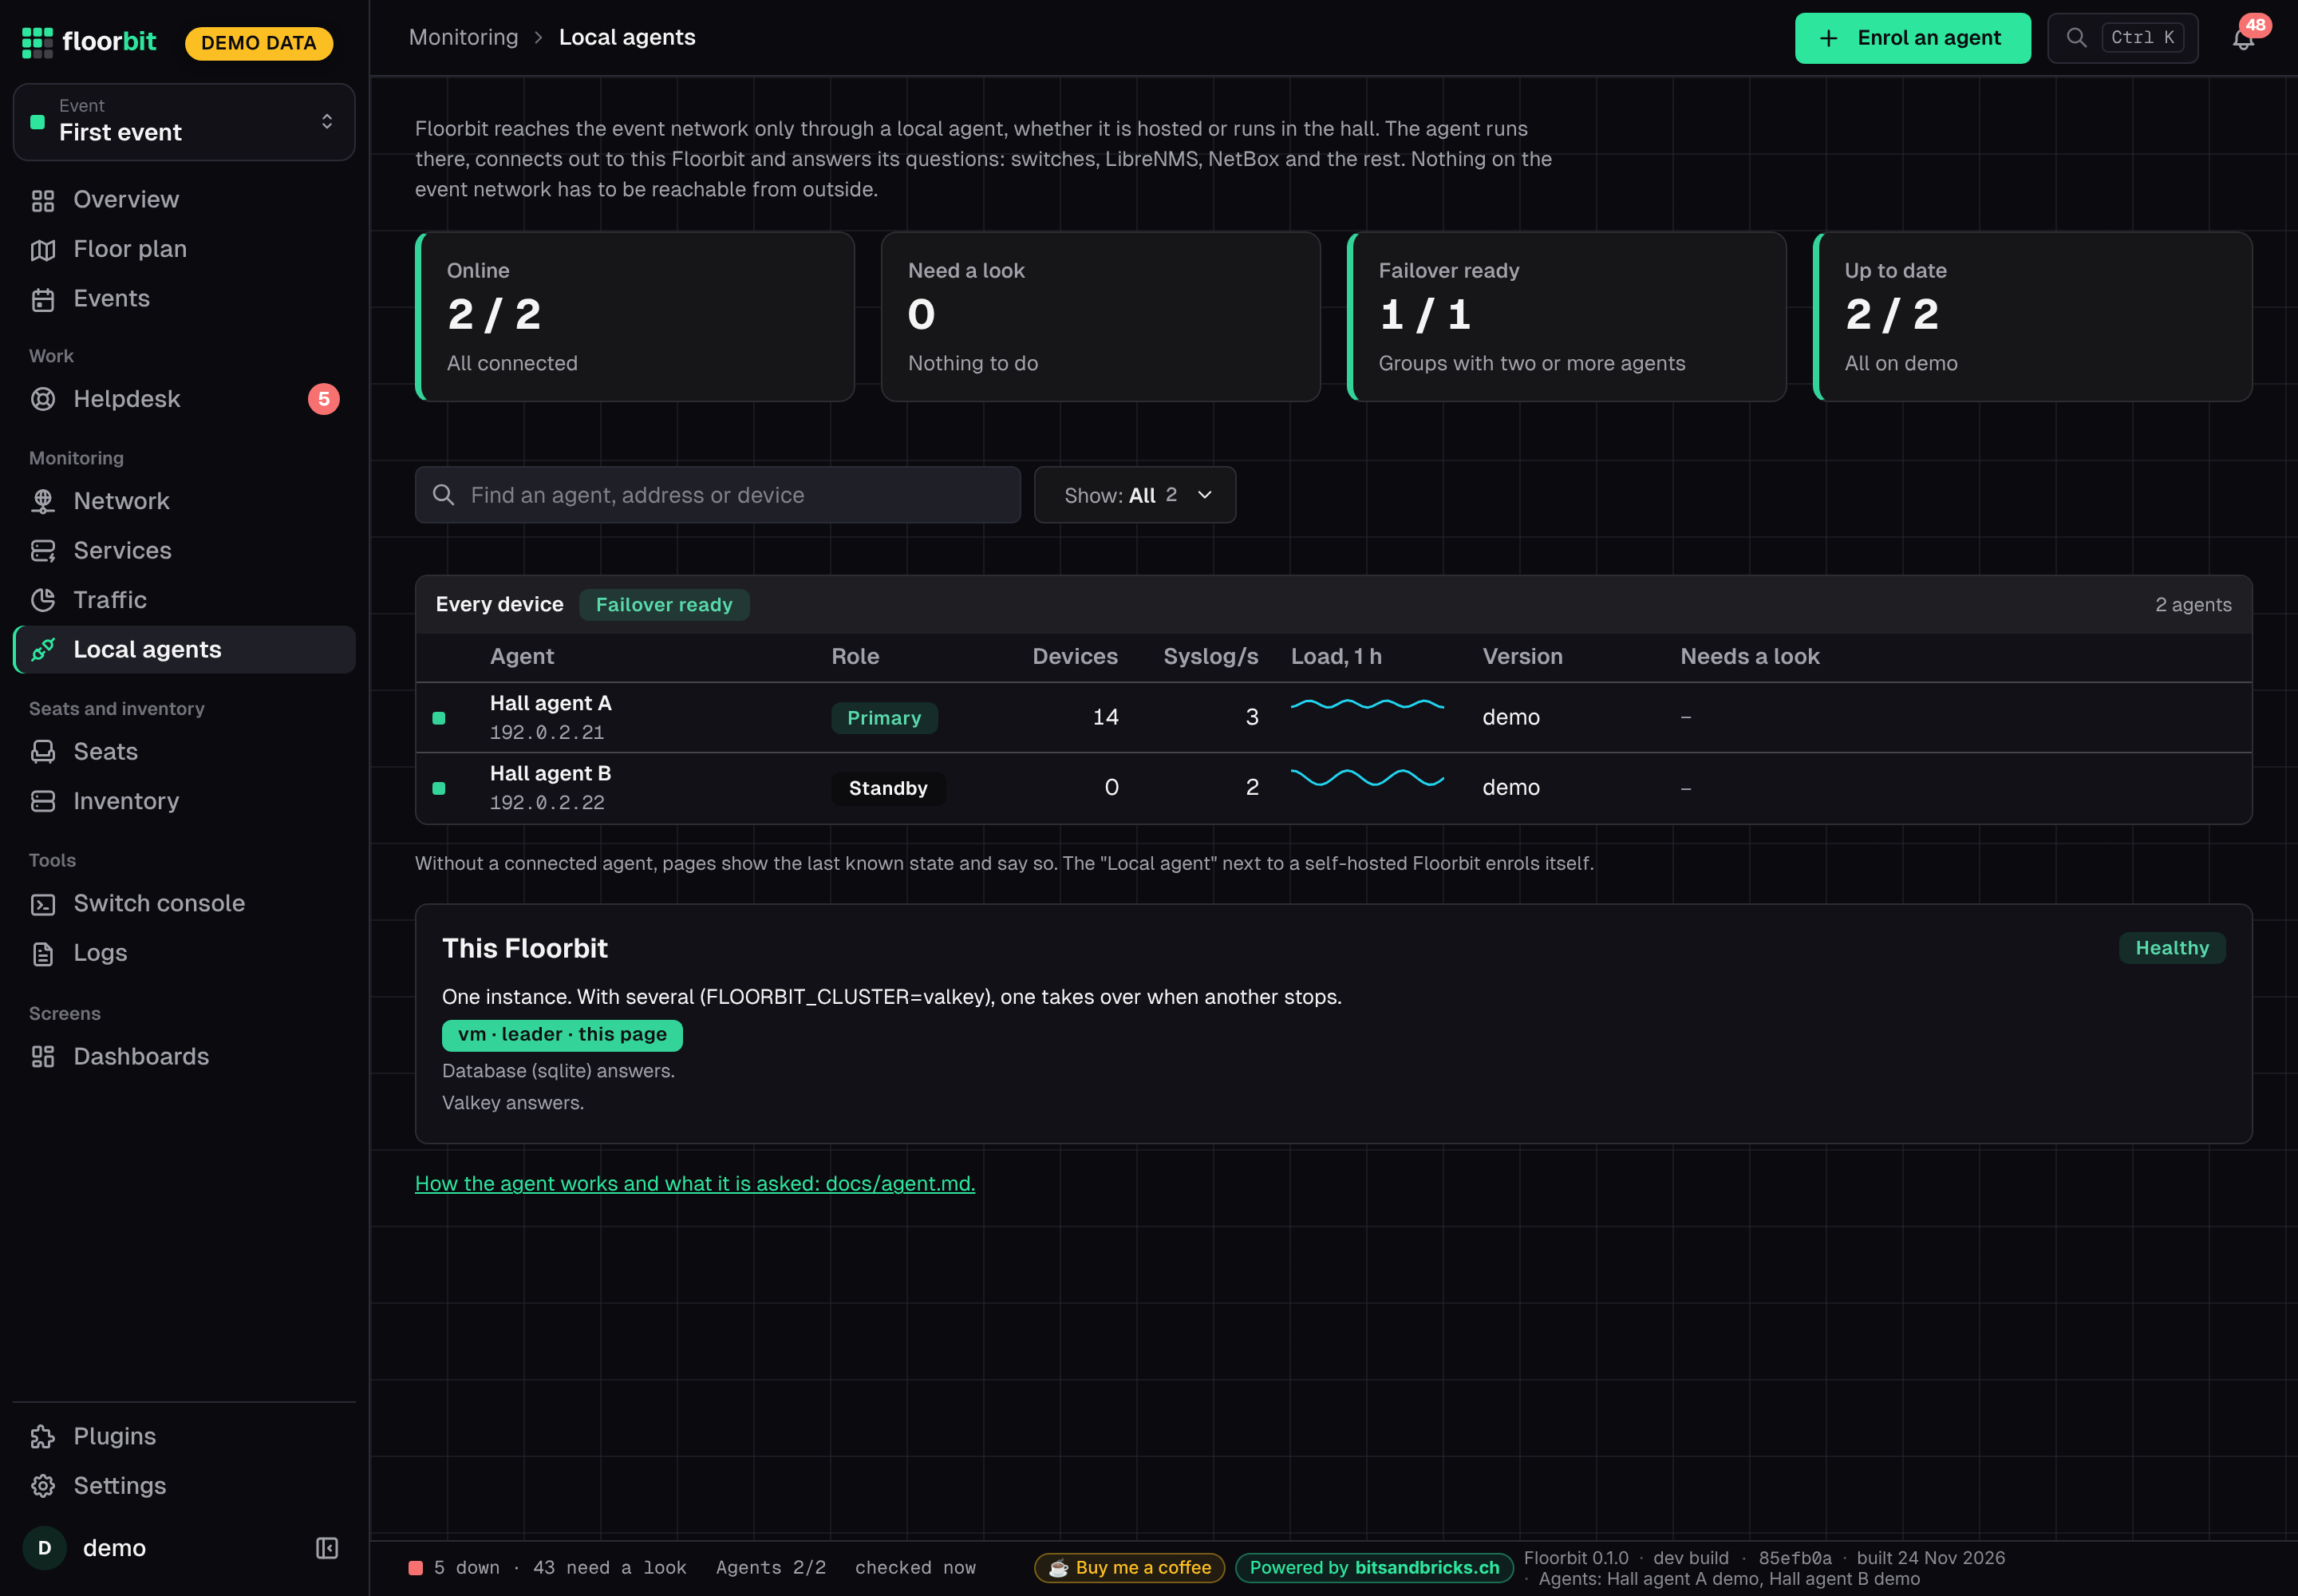 floorbit
DEMO DATA
Event
First event
Overview
Floor plan
Events
Work
Helpdesk 5
Monitoring
Network
Services
Traffic
Local agents
Seats and inventory
Seats
Inventory
Tools
Switch console
Logs
Screens
Dashboards
Plugins
Settings
D demo
Monitoring > Local agents
+ Enrol an agent
Ctrl K
48
Floorbit reaches the event network only through a local agent, whether it is hosted or runs in the hall. The agent runs
there, connects out to this Floorbit and answers its questions: switches, LibreNMS, NetBox and the rest. Nothing on the
event network has to be reachable from outside.
Online
2 / 2
All connected
Need a look
0
Nothing to do
Failover ready
1 / 1
Groups with two or more agents
Up to date
2 / 2
All on demo
Find an agent, address or device
Show: All 2
Every device Failover ready 2 agents
Agent Role Devices Syslog/s Load, 1 h Version Needs a look
Hall agent A
192.0.2.21
Primary 14 3 demo –
Hall agent B
192.0.2.22
Standby 0 2 demo –
Without a connected agent, pages show the last known state and say so. The "Local agent" next to a self-hosted Floorbit enrols itself.
This Floorbit Healthy
One instance. With several (FLOORBIT_CLUSTER=valkey), one takes over when another stops.
vm · leader · this page
Database (sqlite) answers.
Valkey answers.
How the agent works and what it is asked: docs/agent.md.
5 down · 43 need a look Agents 2/2 checked now
☕ Buy me a coffee
Powered by bitsandbricks.ch
Floorbit 0.1.0 · dev build · 85efb0a · built 24 Nov 2026
· Agents: Hall agent A demo, Hall agent B demo